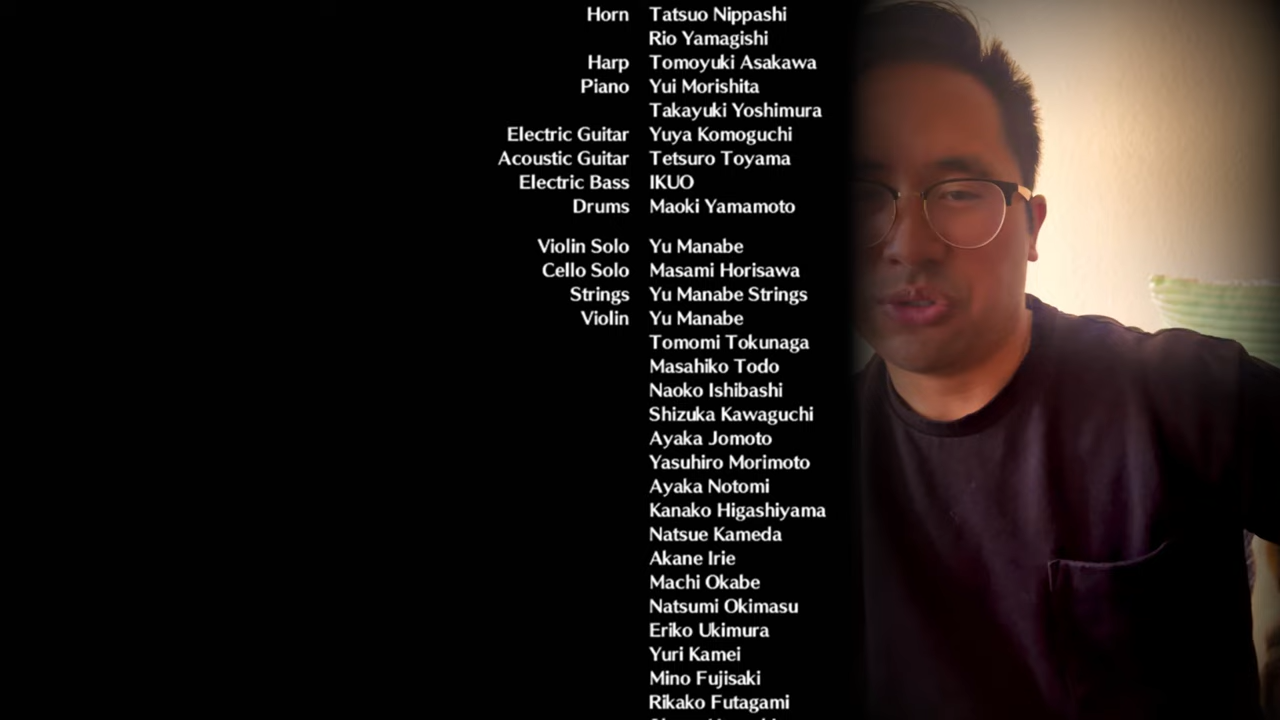 Horn Tatsuo Nippashi
Rio Yamagishi
Harp Tomoyuki Asakawa
Piano Yui Morishita
Takayuki Yoshimura
Electric Guitar Yuya Komoguchi
Acoustic Guitar Tetsuro Toyama
Electric Bass IKUO
Drums Maoki Yamamoto
Violin Solo Yu Manabe
Cello Solo Masami Horisawa
Strings Yu Manabe Strings
Violin Yu Manabe
Tomomi Tokunaga
Masahiko Todo
Naoko Ishibashi
Shizuka Kawaguchi
Ayaka Jomoto
Yasuhiro Morimoto
Ayaka Notomi
Kanako Higashiyama
Natsue Kameda
Akane Irie
Machi Okabe
Natsumi Okimasu
Eriko Ukimura
Yuri Kamei
Mino Fujisaki
Rikako Futagami